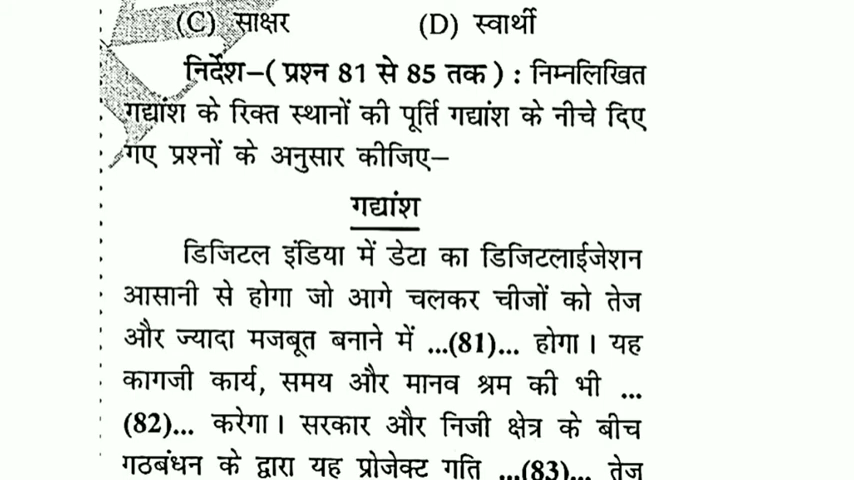 (C) साक्षर (D) स्वार्थी
निर्देश–( प्रश्न 81 से 85 तक ) : निम्नलिखित
गद्यांश के रिक्त स्थानों की पूर्ति गद्यांश के नीचे दिए
गए प्रश्नों के अनुसार कीजिए–
गद्यांश
डिजिटल इंडिया में डेटा का डिजिटलाईजेशन
आसानी से होगा जो आगे चलकर चीजों को तेज
और ज्यादा मजबूत बनाने में ...(81)... होगा। यह
कागजी कार्य, समय और मानव श्रम की भी ...
(82)... करेगा। सरकार और निजी क्षेत्र के बीच
गठबंधन के द्वारा यह प्रोजेक्ट गति ...(83)... तेज